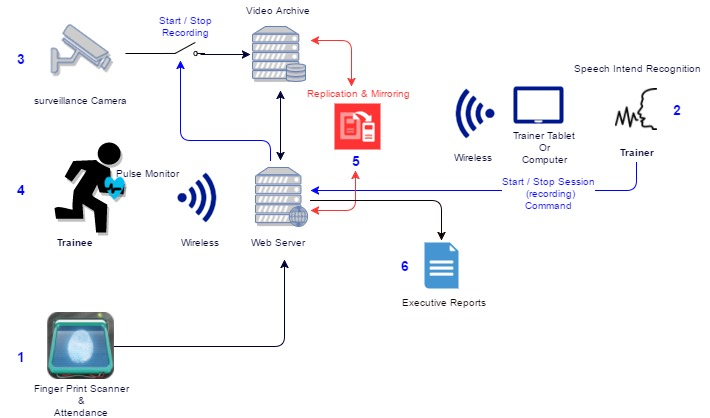 Video Archive
Start / Stop
Recording
3
surveillance Camera
Replication & Mirroring
5
Speech Intend Recognition
2
Wireless
Trainer Tablet
Or
Computer
Trainer
Start / Stop Session
(recording)
Command
4
Pulse Monitor
Trainee
Wireless
Web Server
6
Executive Reports
1
Finger Print Scanner
&
Attendance